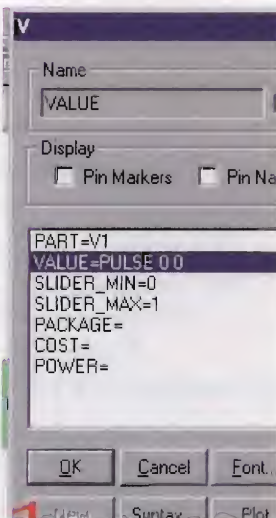 V
Name
VALUE
Display
Pin Markers Pin Na
PART=V1
VALUE=PULSE 0 0
SLIDER_MIN=0
SLIDER_MAX=1
PACKAGE=
COST=
POWER=
OK Cancel Font..
New Syntax Plot